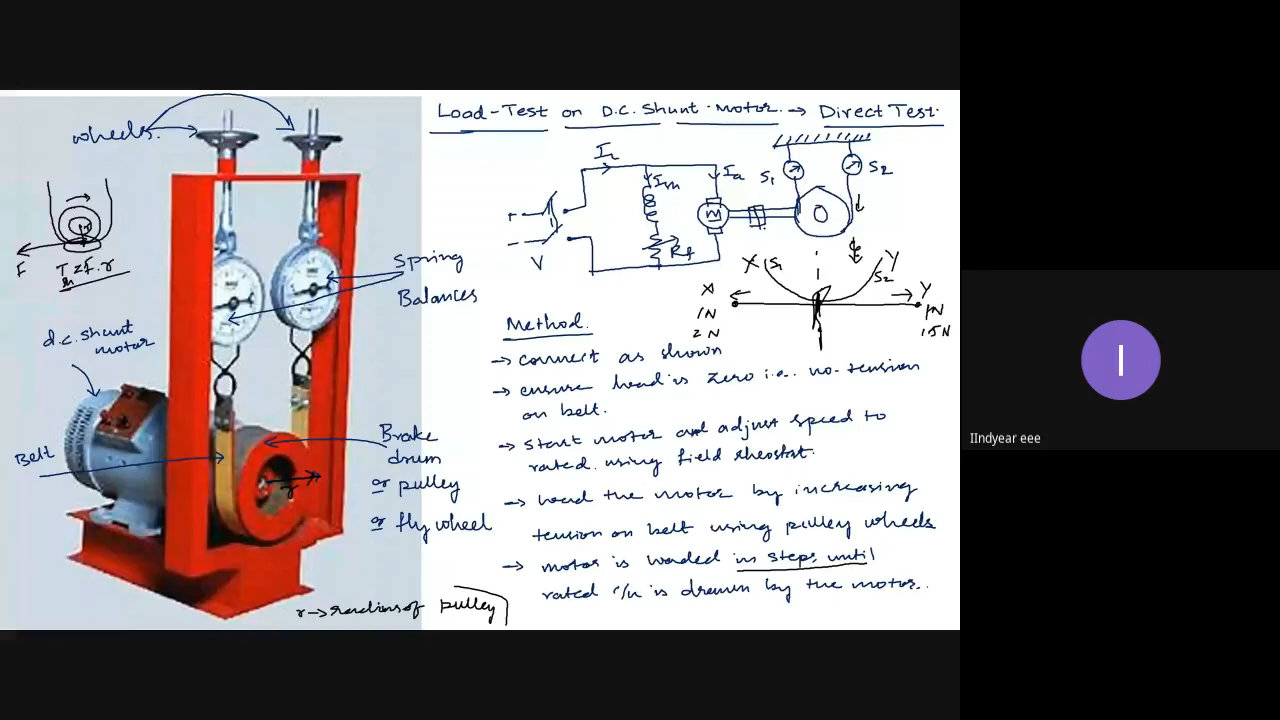 Load-Test on D.C. Shunt-motor. → Direct Test.
wheels.
F
T = F.r
Spring
Balances
d.c. shunt
motor
Belt
Brake
drum
or pulley
or fly wheel
r
r → radius of pulley
+
-
V
Im
Ia
M
Rf
S1
S2
X S1
Y
S2
X
Y
1N
1N
2N
1.5N
Method.
→ connect as shown
→ ensure load is zero i.e. no-tension
on belt.
→ start motor and adjust speed to
rated. using field rheostat.
→ Load the motor by increasing
tension on belt using pulley wheels
→ motor is loaded in steps until
rated c/n is drawn by the motor..
IIndyear eee
I